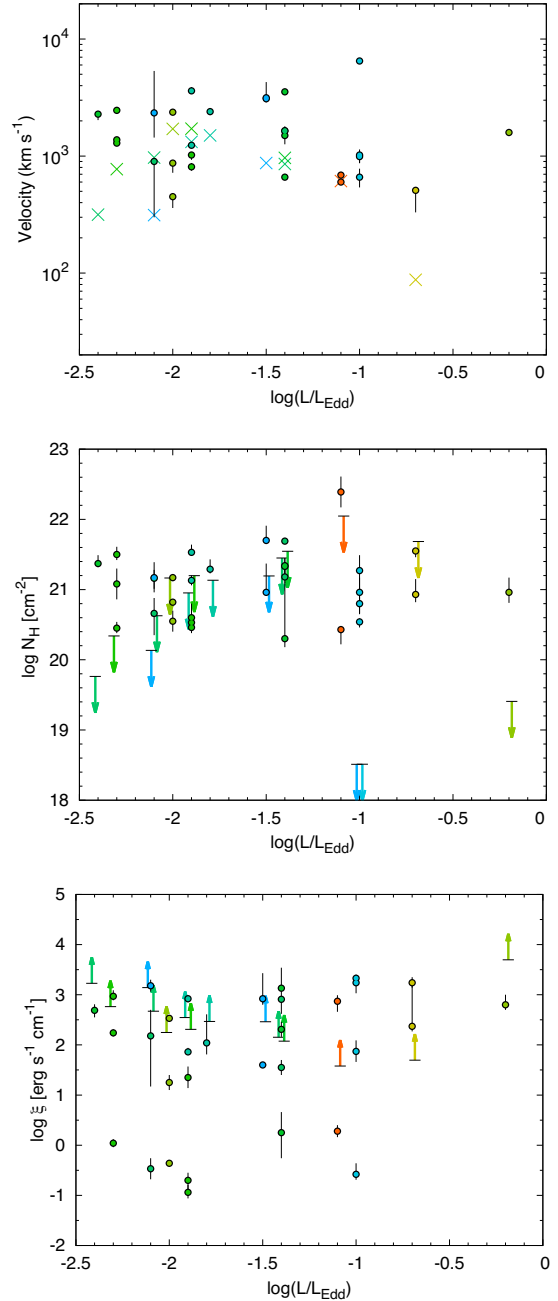 10⁴
10³
10²
Velocity (km s⁻¹)
-2.5 -2 -1.5 -1 -0.5 0
log(L/L_Edd)
23
22
21
20
19
18
log N_H [cm⁻²]
-2.5 -2 -1.5 -1 -0.5 0
log(L/L_Edd)
5
4
3
2
1
0
-1
-2
log ξ [erg s⁻¹ cm⁻¹]
-2.5 -2 -1.5 -1 -0.5 0
log(L/L_Edd)